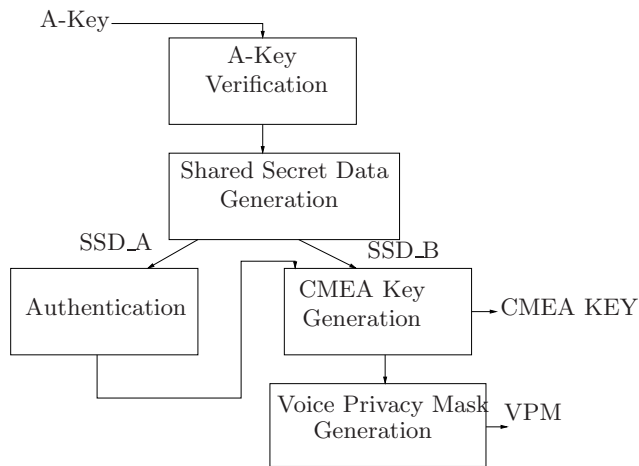 A-Key
A-Key
Verification
Shared Secret Data
Generation
SSD_A
SSD_B
Authentication
CMEA Key
Generation
CMEA KEY
Voice Privacy Mask
Generation
VPM